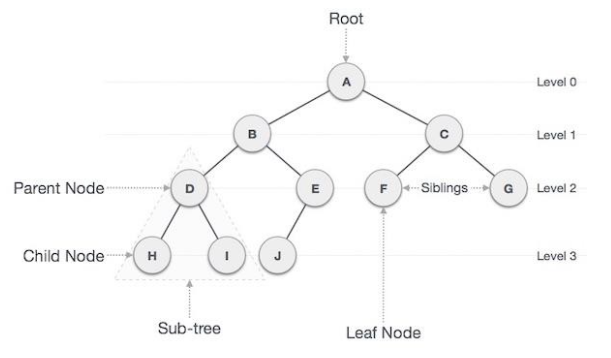 Root
A
Level 0
B
C
Level 1
Parent Node
D
E
F
Siblings
G
Level 2
Child Node
H
I
J
Level 3
Sub-tree
Leaf Node